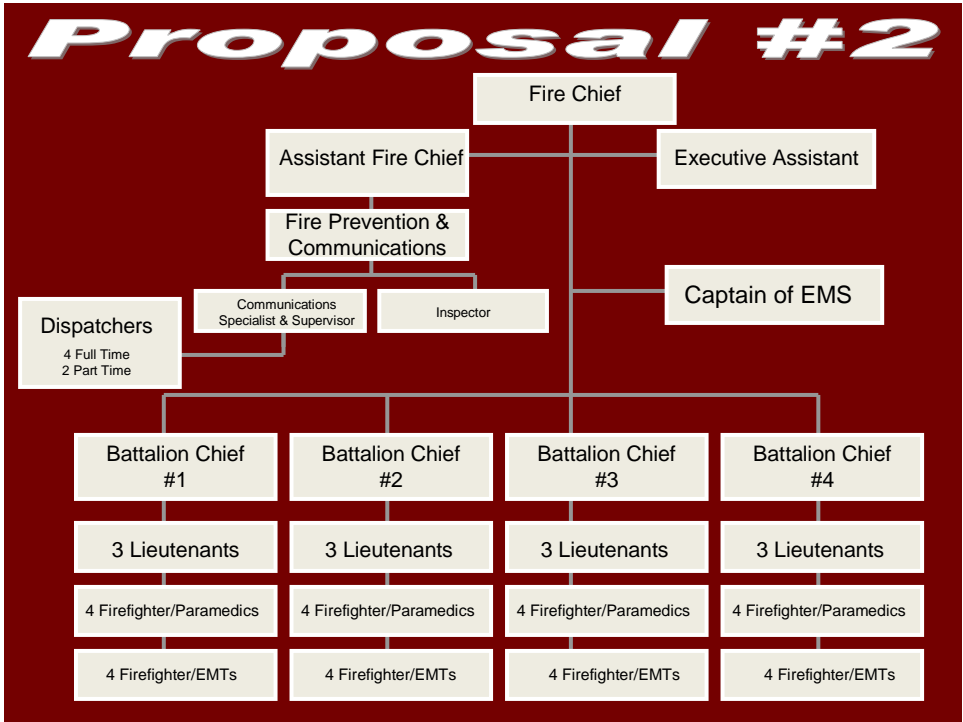 Proposal #2
Fire Chief
Assistant Fire Chief
Executive Assistant
Fire Prevention &
Communications
Captain of EMS
Communications
Specialist & Supervisor
Inspector
Dispatchers
4 Full Time
2 Part Time
Battalion Chief
#1
Battalion Chief
#2
Battalion Chief
#3
Battalion Chief
#4
3 Lieutenants
3 Lieutenants
3 Lieutenants
3 Lieutenants
4 Firefighter/Paramedics
4 Firefighter/Paramedics
4 Firefighter/Paramedics
4 Firefighter/Paramedics
4 Firefighter/EMTs
4 Firefighter/EMTs
4 Firefighter/EMTs
4 Firefighter/EMTs